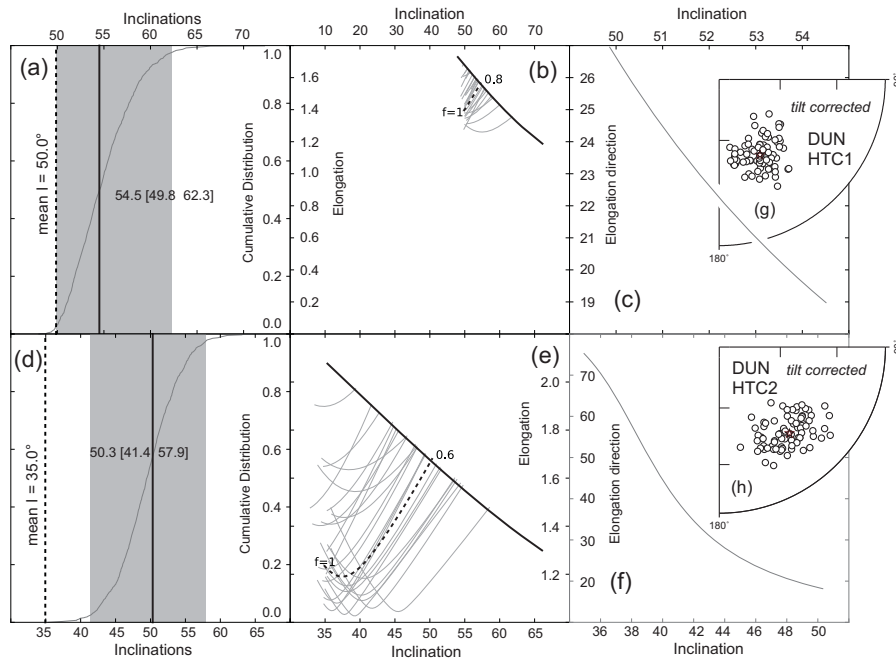 Inclinations
50 55 60 65 70
Inclination
10 20 30 40 50 60 70
Inclination
50 51 52 53 54
(a)
mean I = 50.0°
54.5 [49.8 62.3]
1.0
0.8
0.6
0.4
0.2
0.0
Cumulative Distribution
(b)
1.6
1.4
1.2
1.0
0.8
0.6
0.4
0.2
Elongation
0.8
f=1
26
25
24
23
22
21
20
19
Elongation direction
(c)
tilt corrected
DUN
HTC1
(g)
180°
(d)
mean I = 35.0°
50.3 [41.4 57.9]
1.0
0.8
0.6
0.4
0.2
0.0
Cumulative Distribution
(e)
0.6
f=1
2.0
1.8
1.6
1.4
1.2
Elongation
70
60
50
40
30
20
Elongation direction
(f)
DUN
HTC2
tilt corrected
(h)
180°
30 35 40 45 50 55 60 65
Inclinations
30 35 40 45 50 55 60 65
Inclination
36 38 40 42 44 46 48 50
Inclination